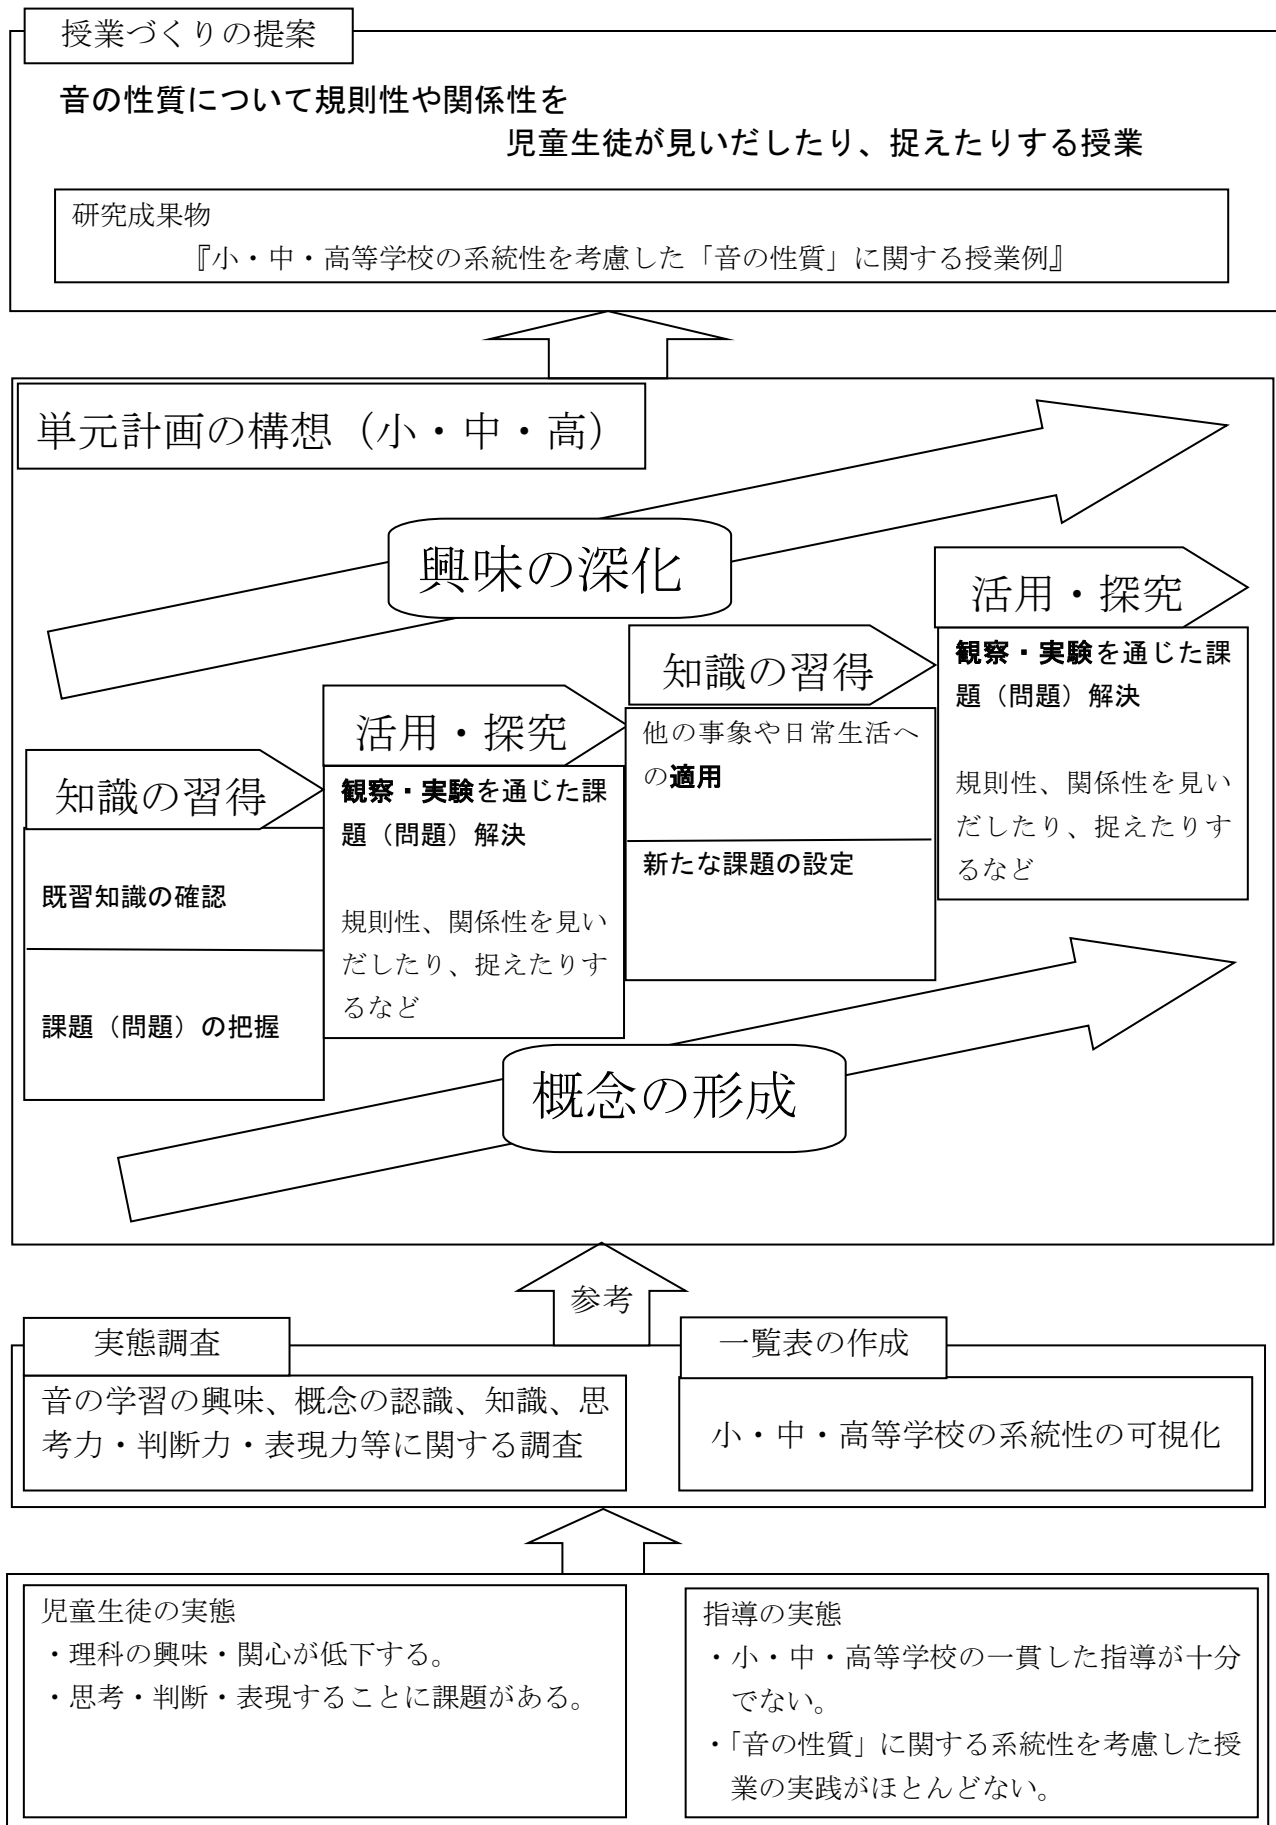 授業づくりの提案
音の性質について規則性や関係性を
児童生徒が見いだしたり、捉えたりする授業
研究成果物
『小・中・高等学校の系統性を考慮した「音の性質」に関する授業例』
単元計画の構想（小・中・高）
興味の深化
知識の習得
既習知識の確認
課題（問題）の把握
活用・探究
観察・実験を通じた課
題（問題）解決
規則性、関係性を見い
だしたり、捉えたりす
るなど
知識の習得
他の事象や日常生活へ
の適用
新たな課題の設定
活用・探究
観察・実験を通じた課
題（問題）解決
規則性、関係性を見い
だしたり、捉えたりす
るなど
概念の形成
参考
実態調査
音の学習の興味、概念の認識、知識、思
考力・判断力・表現力等に関する調査
一覧表の作成
小・中・高等学校の系統性の可視化
児童生徒の実態
・理科の興味・関心が低下する。
・思考・判断・表現することに課題がある。
指導の実態
・小・中・高等学校の一貫した指導が十分
でない。
・「音の性質」に関する系統性を考慮した授
業の実践がほとんどない。